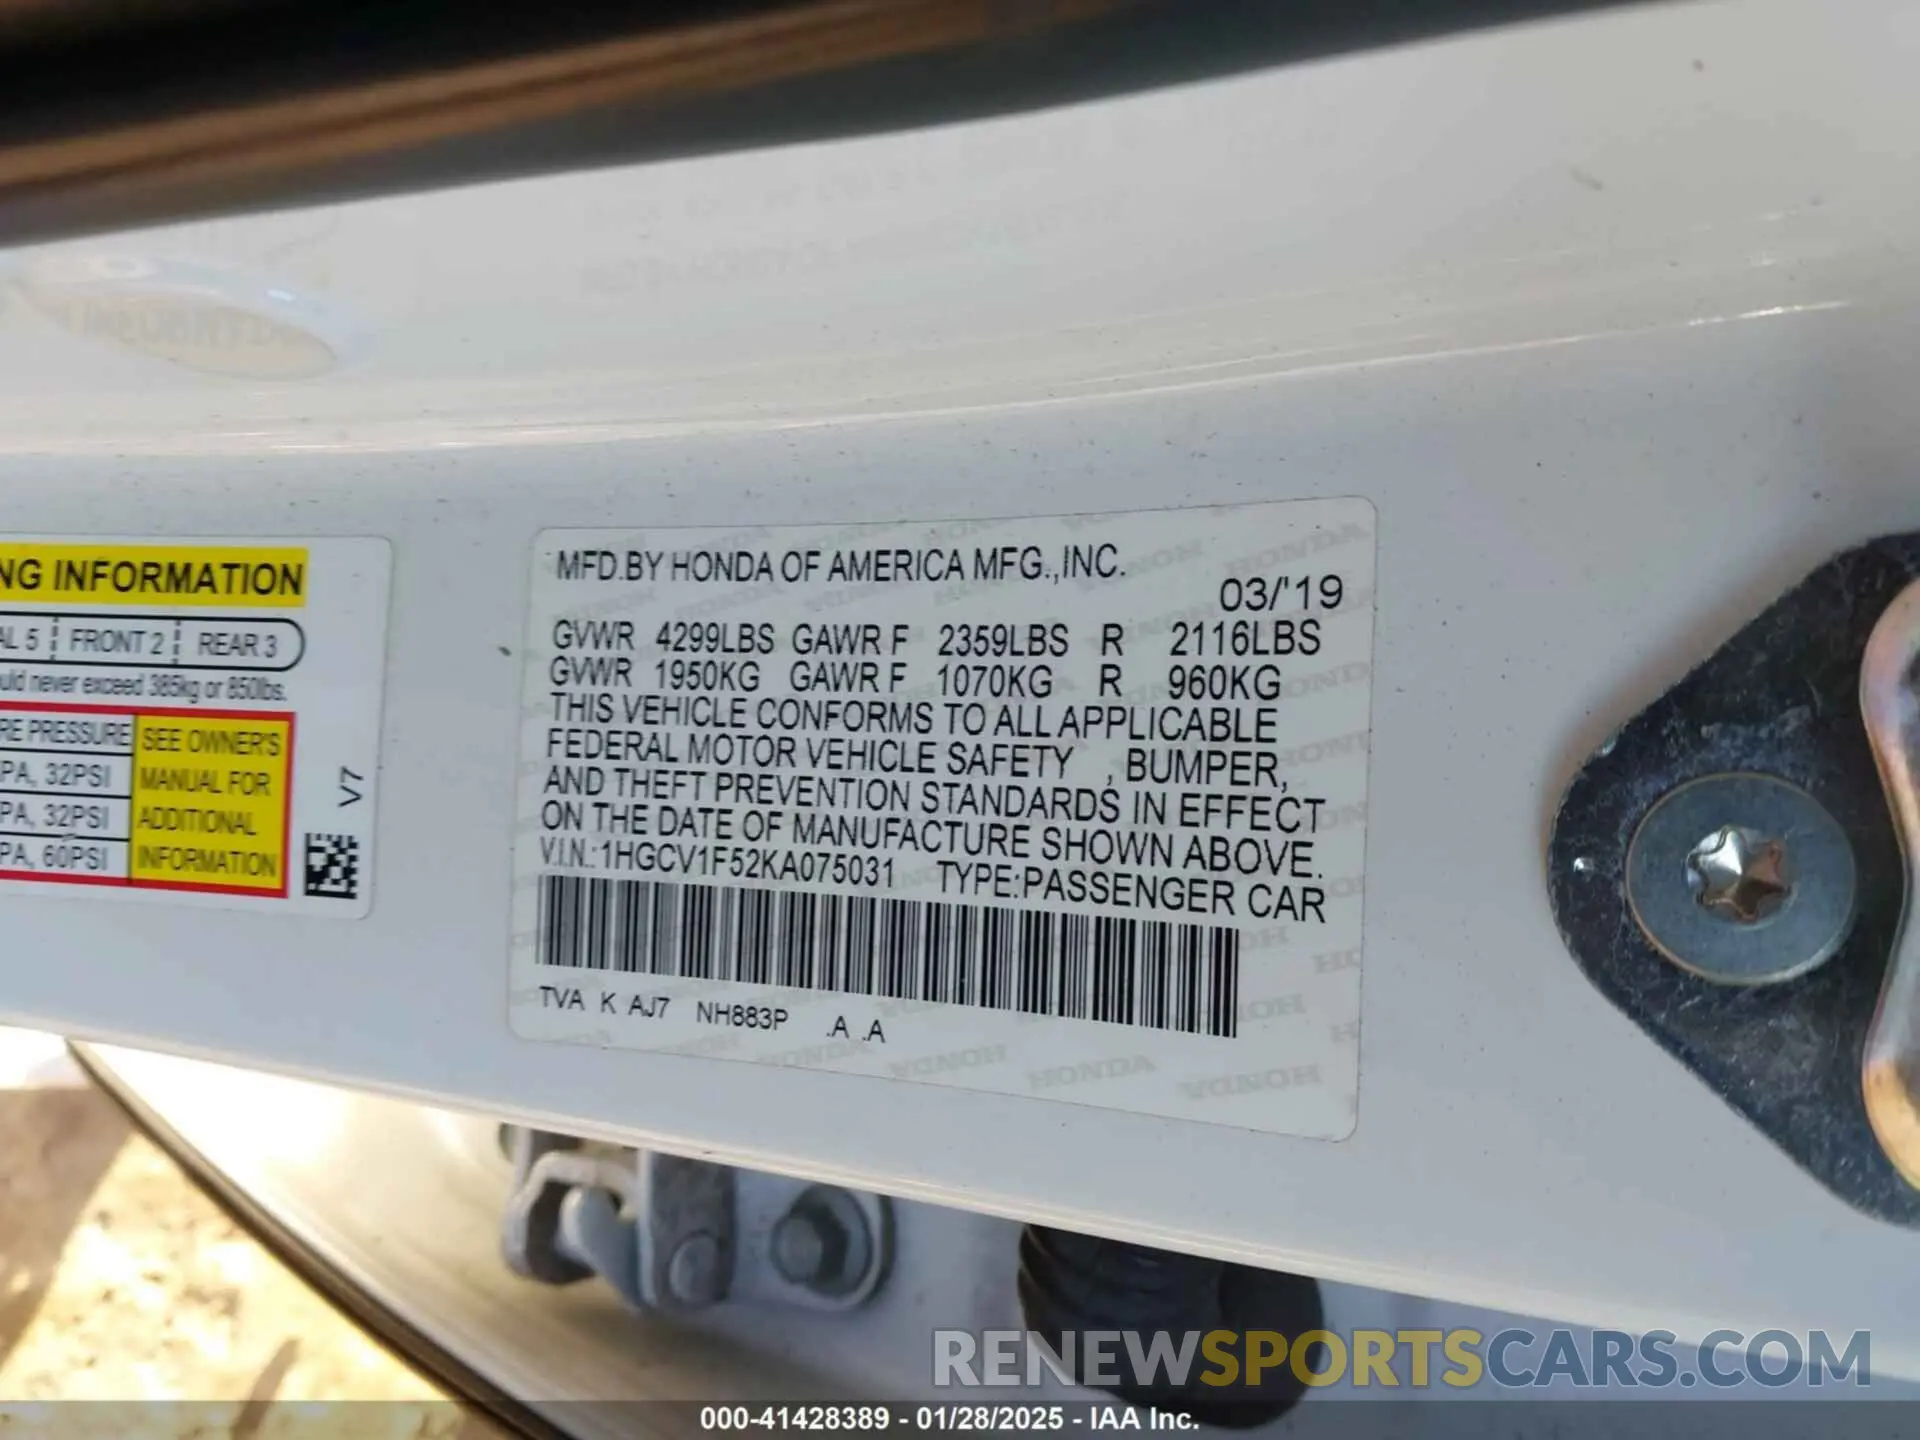 NG INFORMATION
AL 5 FRONT 2 REAR 3
uld never exceed 385kg or 850lbs.
RE PRESSURE SEE OWNER'S
PA, 32PSI MANUAL FOR
PA, 32PSI ADDITIONAL
PA, 60PSI INFORMATION
V7
MFD.BY HONDA OF AMERICA MFG.,INC.
03/'19
GVWR 4299LBS GAWR F 2359LBS R 2116LBS
GVWR 1950KG GAWR F 1070KG R 960KG
THIS VEHICLE CONFORMS TO ALL APPLICABLE
FEDERAL MOTOR VEHICLE SAFETY , BUMPER,
AND THEFT PREVENTION STANDARDS IN EFFECT
ON THE DATE OF MANUFACTURE SHOWN ABOVE.
V.I.N.:1HGCV1F52KA075031 TYPE:PASSENGER CAR
TVA K AJ7 NH883P .A .A
RENEWSPORTSCARS.COM
000-41428389 - 01/28/2025 - IAA Inc.